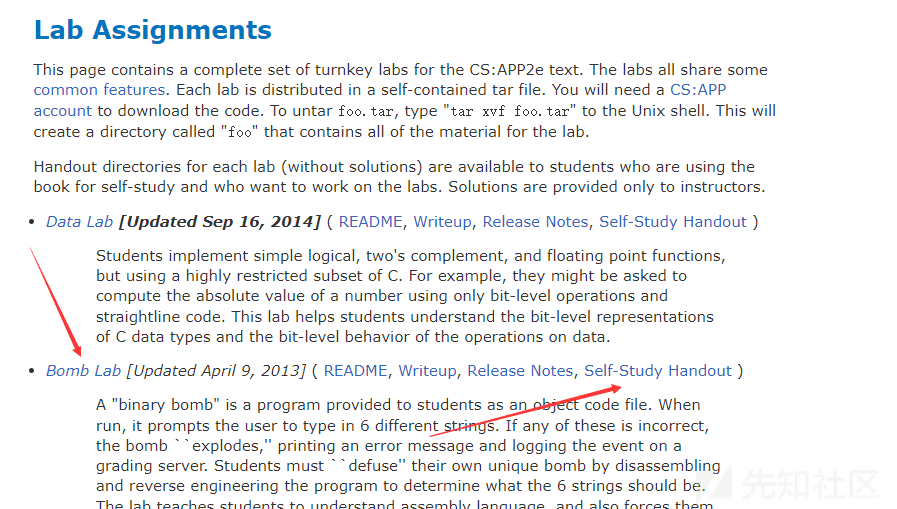 Lab Assignments
This page contains a complete set of turnkey labs for the CS:APP2e text. The labs all share some
common features. Each lab is distributed in a self-contained tar file. You will need a CS:APP
account to download the code. To untar foo.tar, type "tar xvf foo.tar" to the Unix shell. This will
create a directory called "foo" that contains all of the material for the lab.
Handout directories for each lab (without solutions) are available to students who are using the
book for self-study and who want to work on the labs. Solutions are provided only to instructors.
• Data Lab [Updated Sep 16, 2014] ( README, Writeup, Release Notes, Self-Study Handout )
Students implement simple logical, two's complement, and floating point functions,
but using a highly restricted subset of C. For example, they might be asked to
compute the absolute value of a number using only bit-level operations and
straightline code. This lab helps students understand the bit-level representations
of C data types and the bit-level behavior of the operations on data.
• Bomb Lab [Updated April 9, 2013] ( README, Writeup, Release Notes, Self-Study Handout )
A "binary bomb" is a program provided to students as an object code file. When
run, it prompts the user to type in 6 different strings. If any of these is incorrect,
the bomb ``explodes,'' printing an error message and logging the event on a
grading server. Students must ``defuse'' their own unique bomb by disassembling
and reverse engineering the program to determine what the 6 strings should be.
The lab teaches students to understand assembly language, and also forces them
先知社区